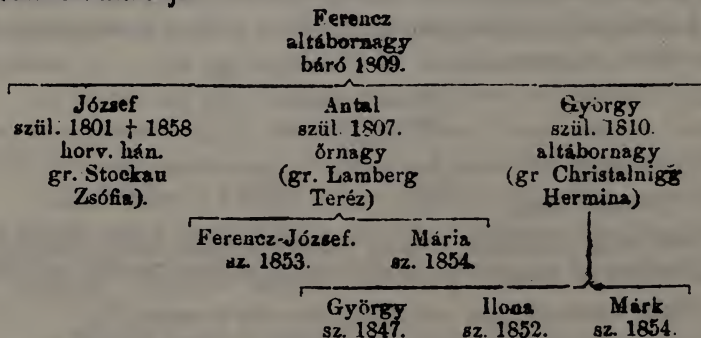 Ferencz
altábornagy
báró 1809.
József
szül. 1801 † 1858
horv. bán.
gr. Stockau
Zsófia).
Antal
szül. 1807.
őrnagy
(gr. Lamberg
Teréz)
György
szül. 1810.
altábornagy
(gr Christalnigg
Hermina)
Ferencz-József.
sz. 1853.
Mária
sz. 1854.
György
sz. 1847.
Ilona
sz. 1852.
Márk
sz. 1854.